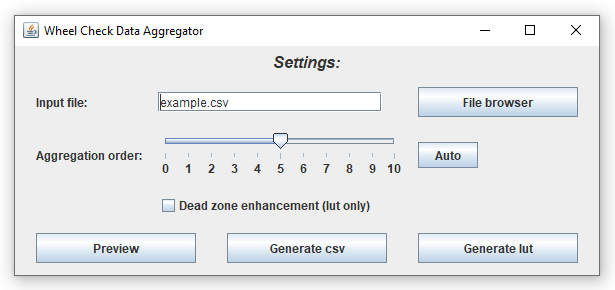 Wheel Check Data Aggregator
Settings:
Input file: example.csv File browser
Aggregation order: Auto
0 1 2 3 4 5 6 7 8 9 10
Dead zone enhancement (lut only)
Preview Generate csv Generate lut